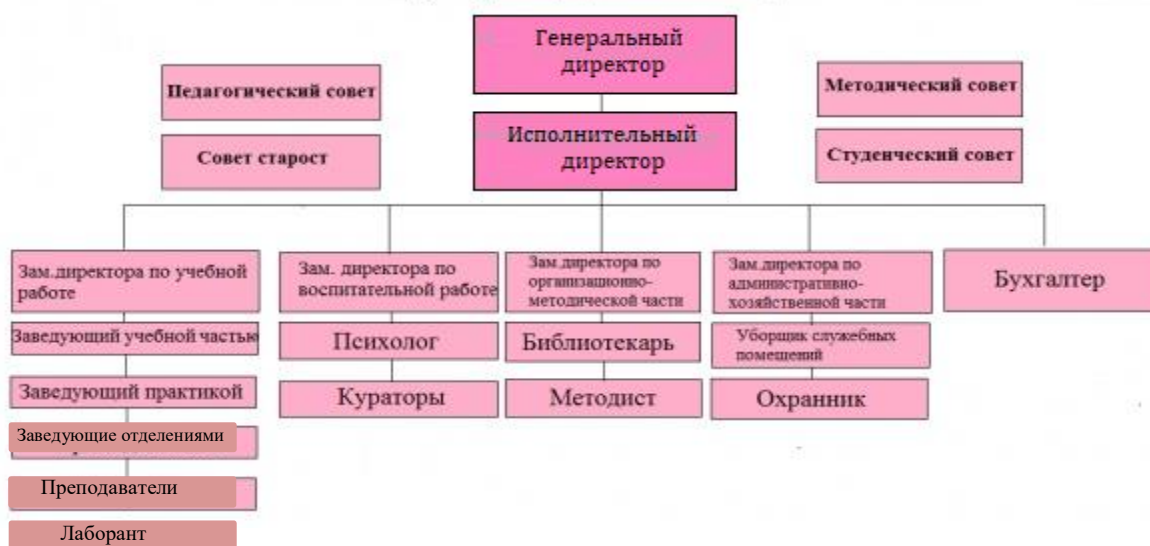 Генеральный
директор
Педагогический совет
Методический совет
Исполнительный
директор
Совет старост
Студенческий совет
Зам.директора по учебной
работе
Зам. директора по
воспитательной работе
Зам.директора по
организационно-
методической части
Зам.директора по
административно-
хозяйственной части
Бухгалтер
Заведующий учебной частью
Психолог
Библиотекарь
Уборщик служебных
помещений
Заведующий практикой
Кураторы
Методист
Охранник
Заведующие отделениями
Преподаватели
Лаборант